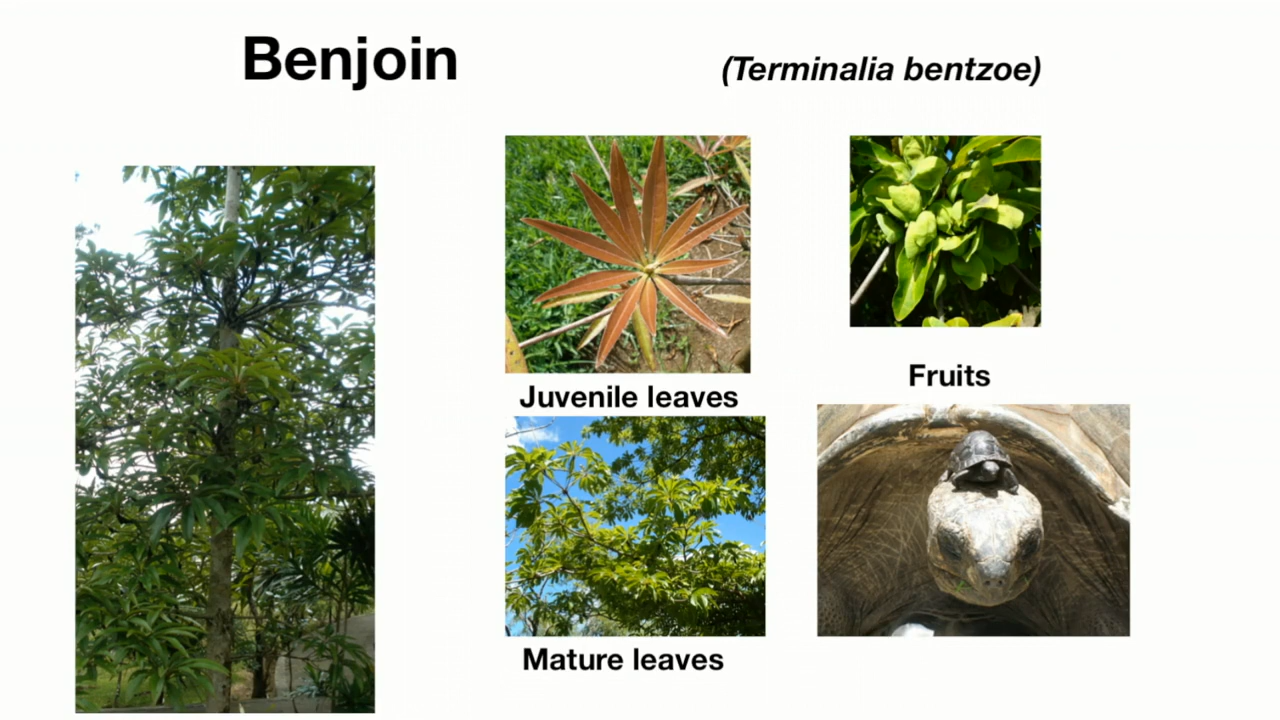 Benjoin
(Terminalia bentzoe)
Juvenile leaves
Fruits
Mature leaves